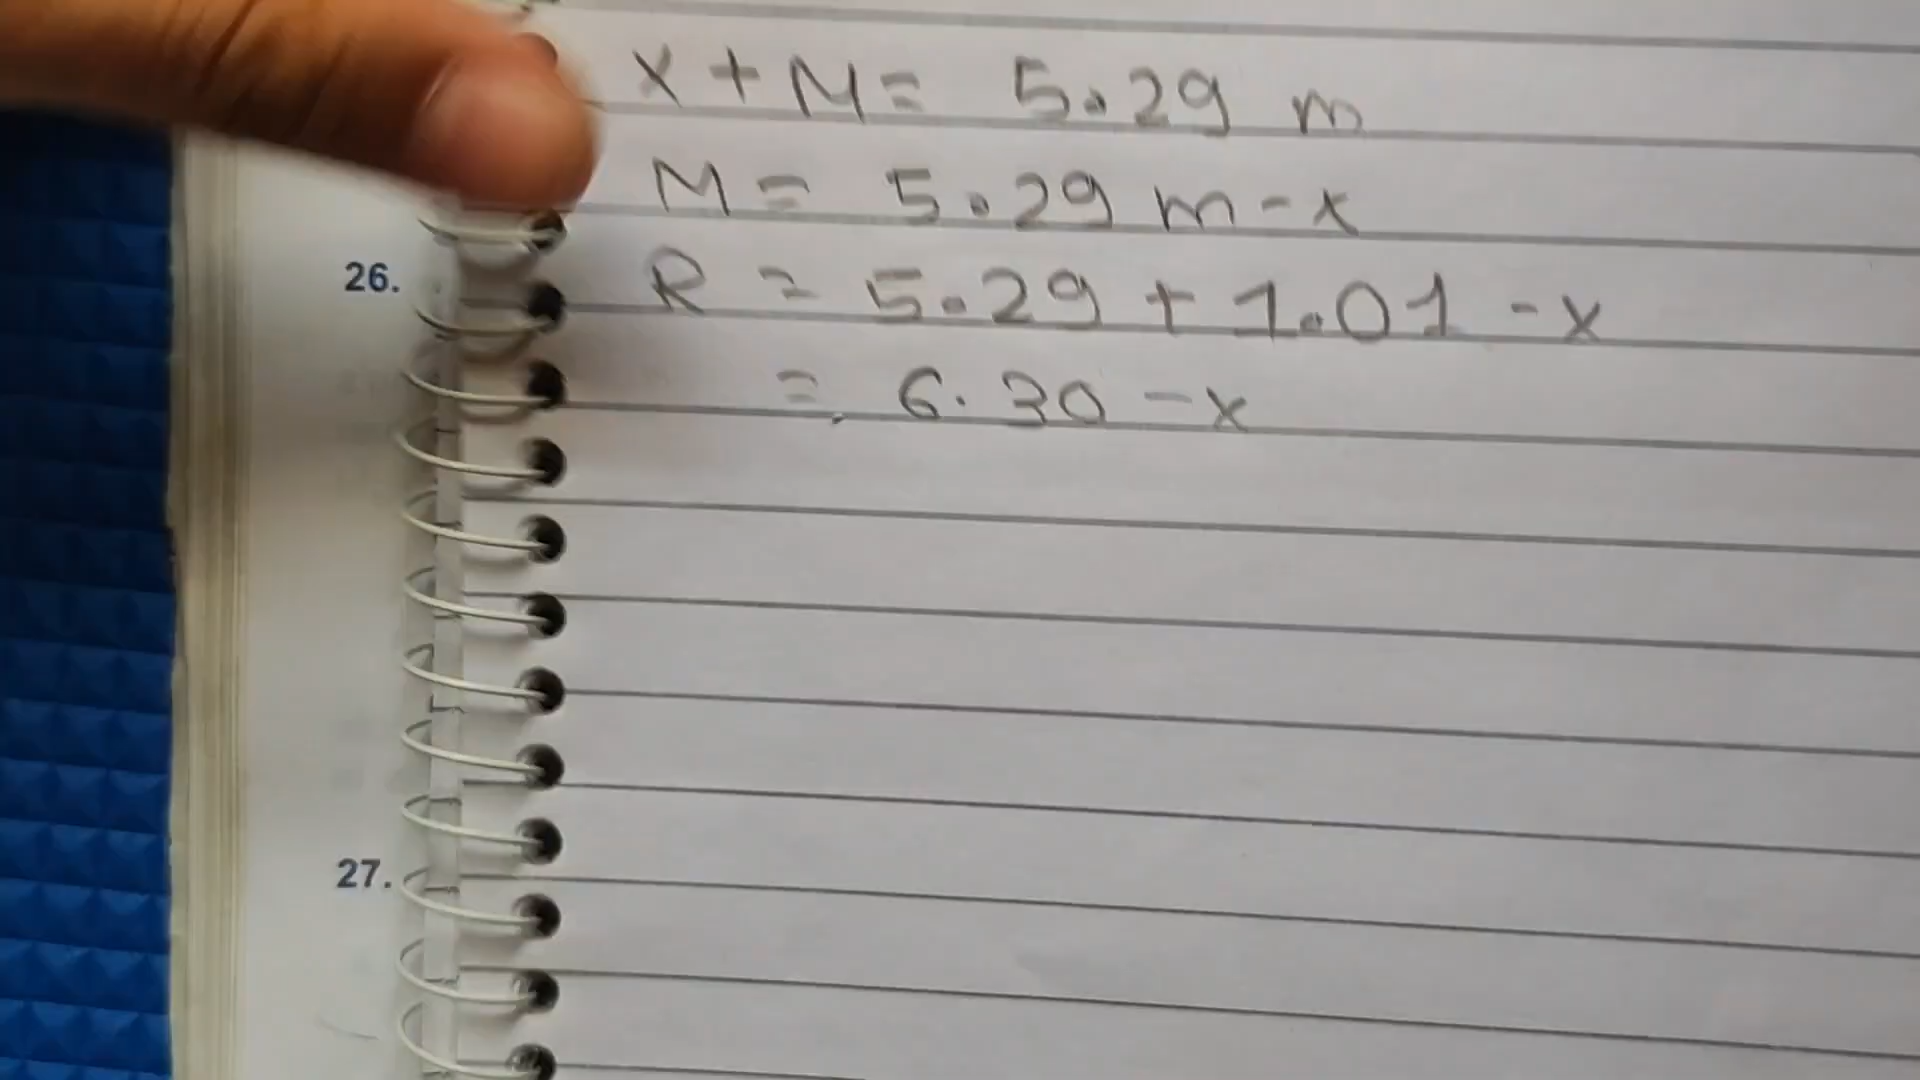 x + M = 5.29 m
M = 5.29 m - x
26.
R = 5.29 + 1.01 - x
= 6.30 - x
27.